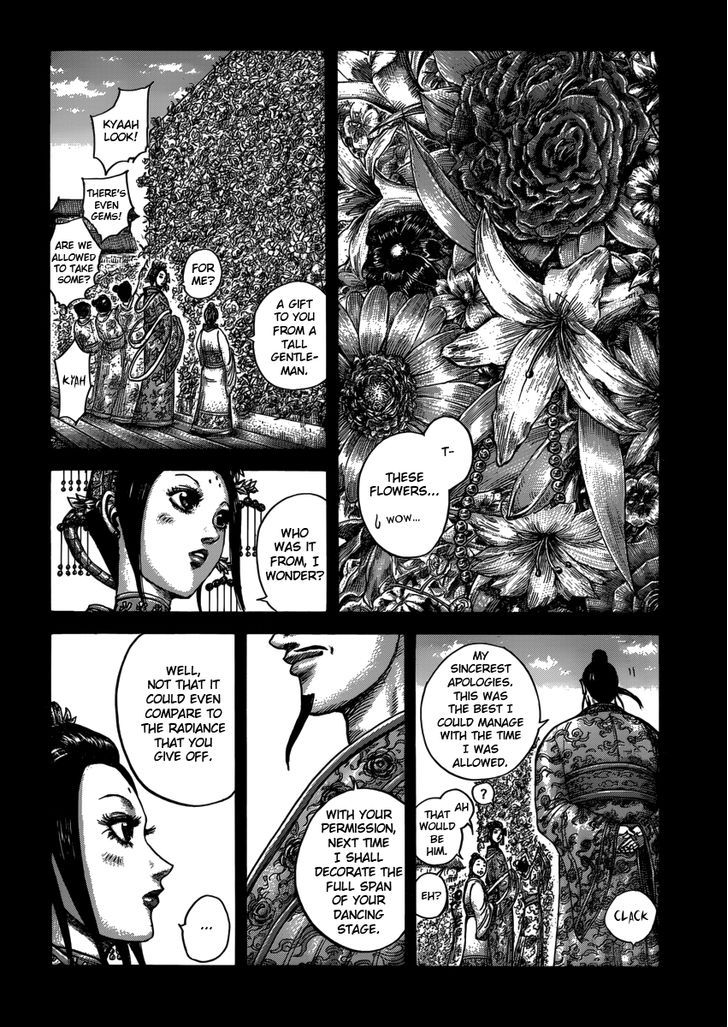 T-
THESE
FLOWERS...
WOW...
KYAAH
LOOK!
THERE'S
EVEN
GEMS!
ARE WE
ALLOWED
TO TAKE
SOME?
KYAH
FOR
ME?
A GIFT
TO YOU
FROM A
TALL
GENTLE-
MAN.
WHO
WAS IT
FROM, I
WONDER?
MY
SINCEREST
APOLOGIES.
THIS WAS
THE BEST I
COULD MANAGE
WITH THE TIME
I WAS
ALLOWED.
?
AH
THAT
WOULD
BE
HIM.
EH?
CLACK
WITH YOUR
PERMISSION,
NEXT TIME
I SHALL
DECORATE THE
FULL SPAN
OF YOUR
DANCING
STAGE.
WELL,
NOT THAT IT
COULD EVEN
COMPARE TO
THE RADIANCE
THAT YOU
GIVE OFF.
...